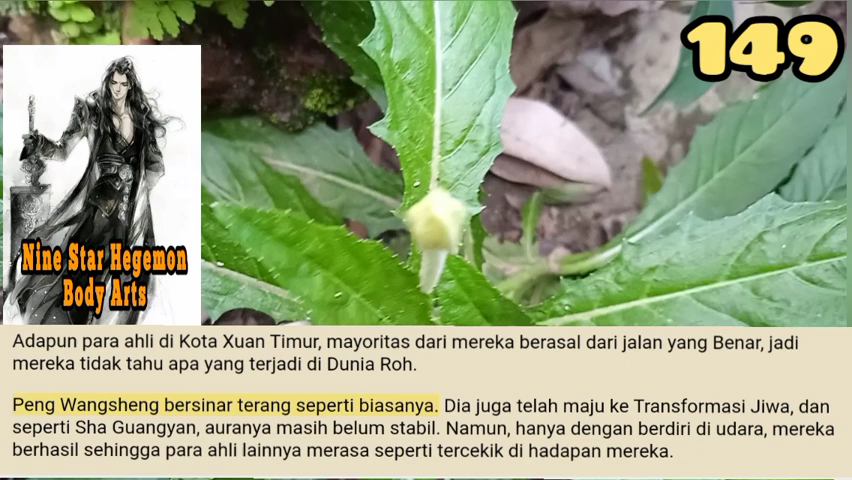 149
Nine Star Hegemon
Body Arts
Adapun para ahli di Kota Xuan Timur, mayoritas dari mereka berasal dari jalan yang Benar, jadi
mereka tidak tahu apa yang terjadi di Dunia Roh.
Peng Wangsheng bersinar terang seperti biasanya. Dia juga telah maju ke Transformasi Jiwa, dan
seperti Sha Guangyan, auranya masih belum stabil. Namun, hanya dengan berdiri di udara, mereka
berhasil sehingga para ahli lainnya merasa seperti tercekik di hadapan mereka.